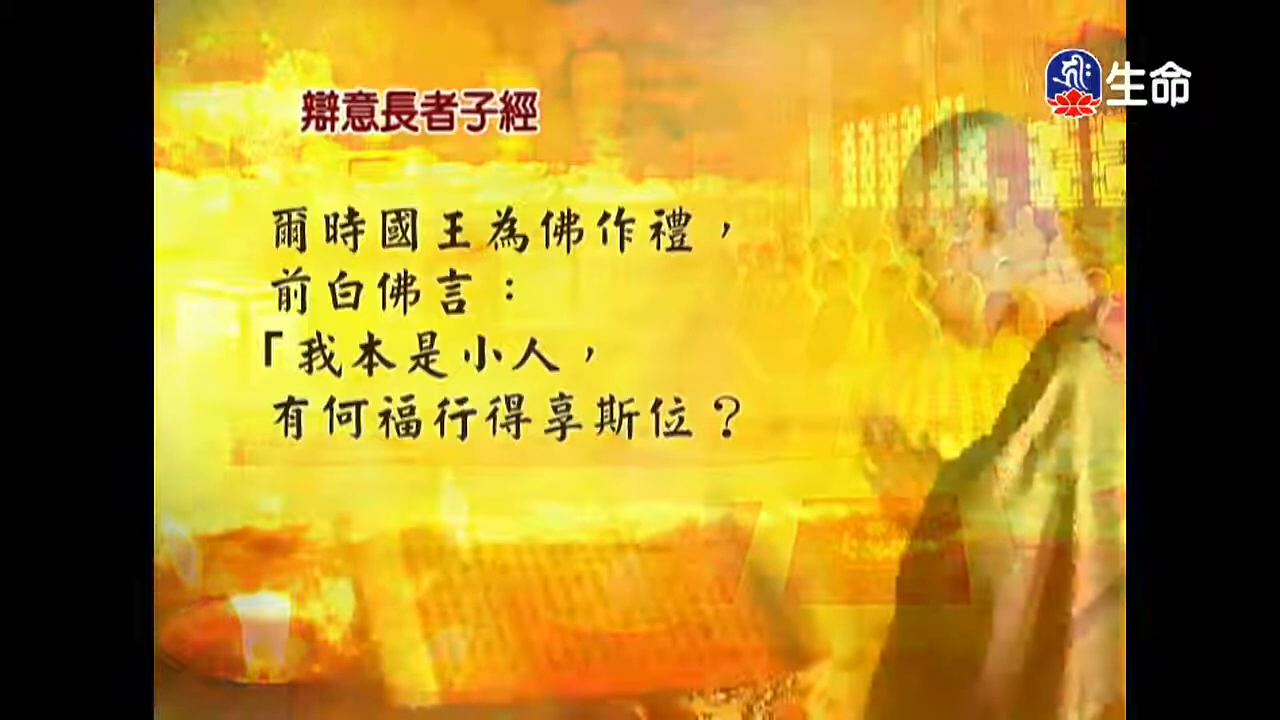 生命
辯意長者子經
爾時國王為佛作禮，
前白佛言：
「我本是小人，
有何福行得享斯位？